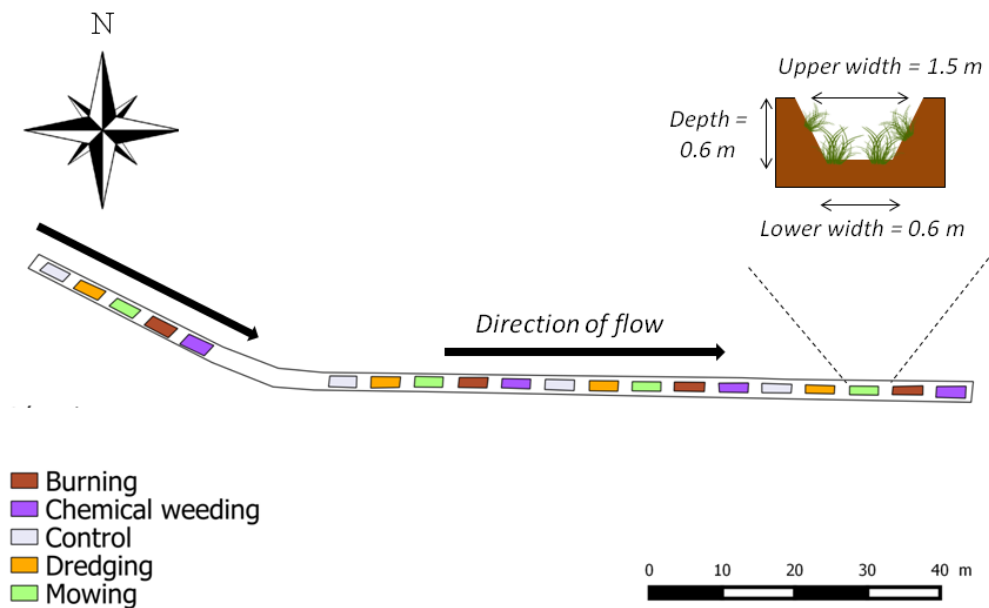 N
Upper width = 1.5 m
Depth =
0.6 m
Lower width = 0.6 m
Direction of flow
Burning
Chemical weeding
Control
Dredging
Mowing
0 10 20 30 40 m